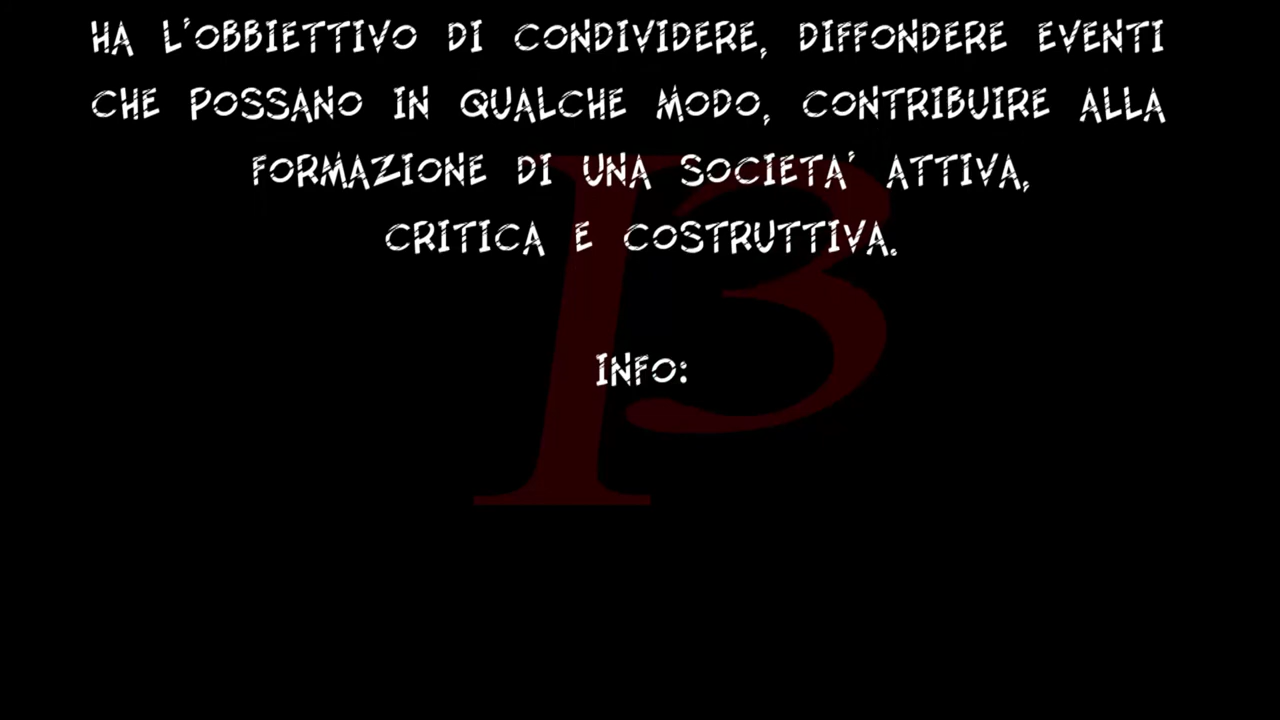 HA L'OBBIETTIVO DI CONDIVIDERE, DIFFONDERE EVENTI
CHE POSSANO IN QUALCHE MODO, CONTRIBUIRE ALLA
FORMAZIONE DI UNA SOCIETA' ATTIVA,
CRITICA E COSTRUTTIVA.
INFO: